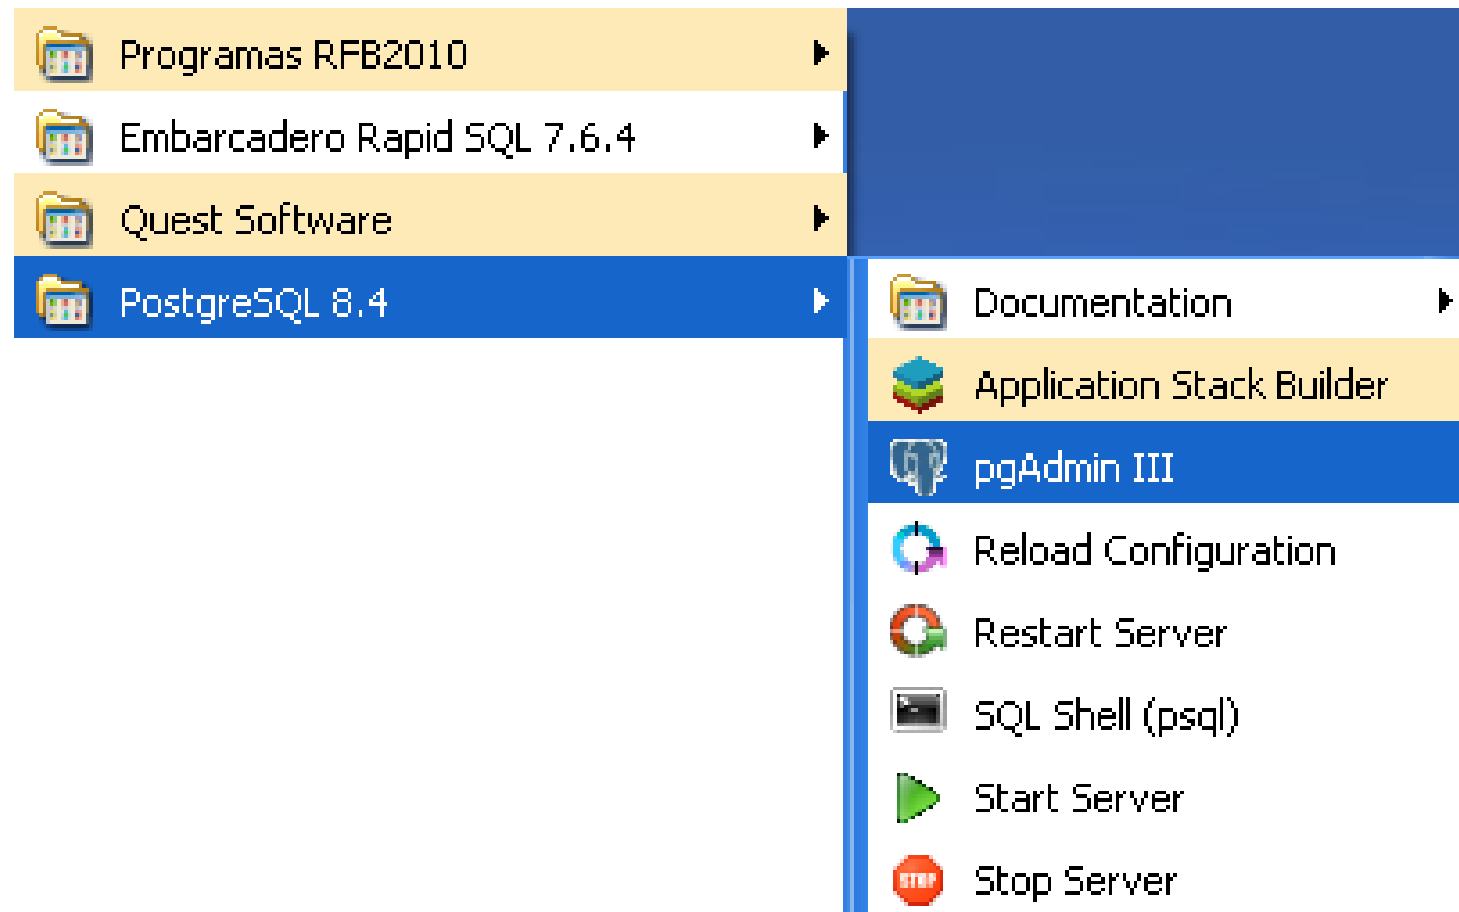 Programas RFB2010
Embarcadero Rapid SQL 7.6.4
Quest Software
PostgreSQL 8.4
Documentation
Application Stack Builder
pgAdmin III
Reload Configuration
Restart Server
SQL Shell (psql)
Start Server
STOP
Stop Server